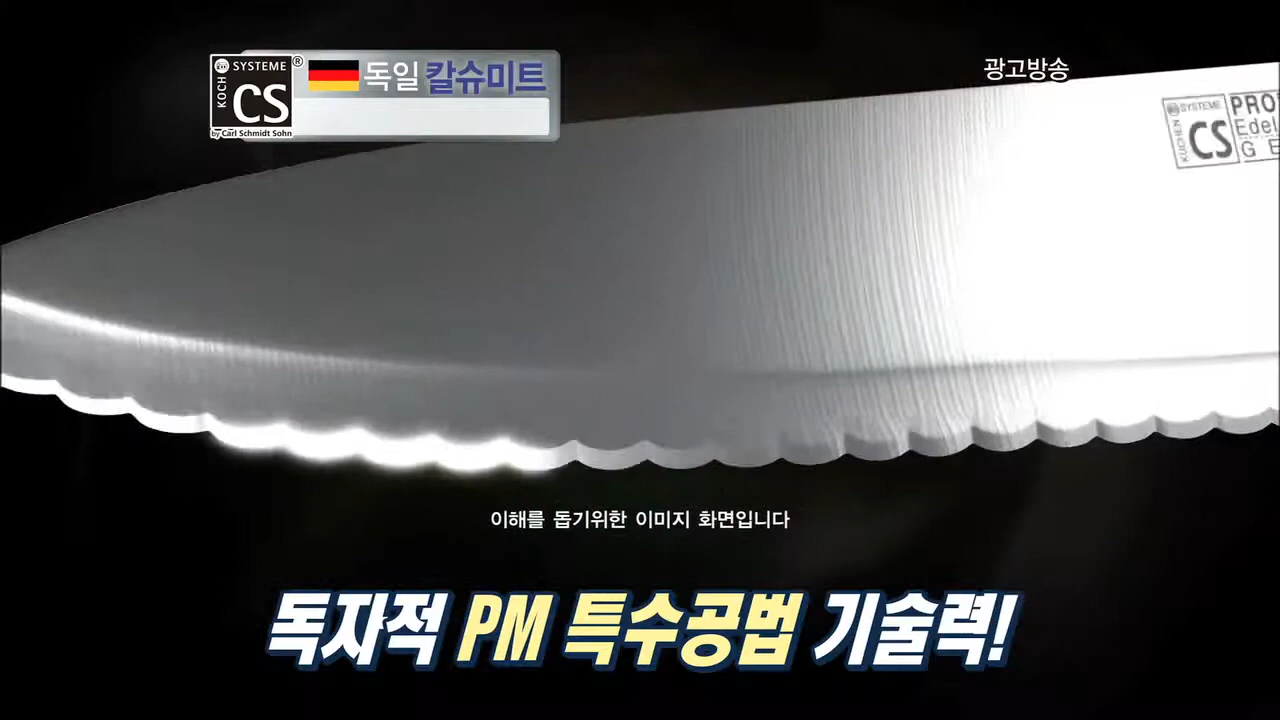 KOCH
SYSTEME ®
CS
by Carl Schmidt Sohn
독일 칼슈미트
광고방송
KÜCHEN
SYSTEME
CS
PRO
Edel
GE
이해를 돕기위한 이미지 화면입니다
독자적 PM 특수공법 기술력!